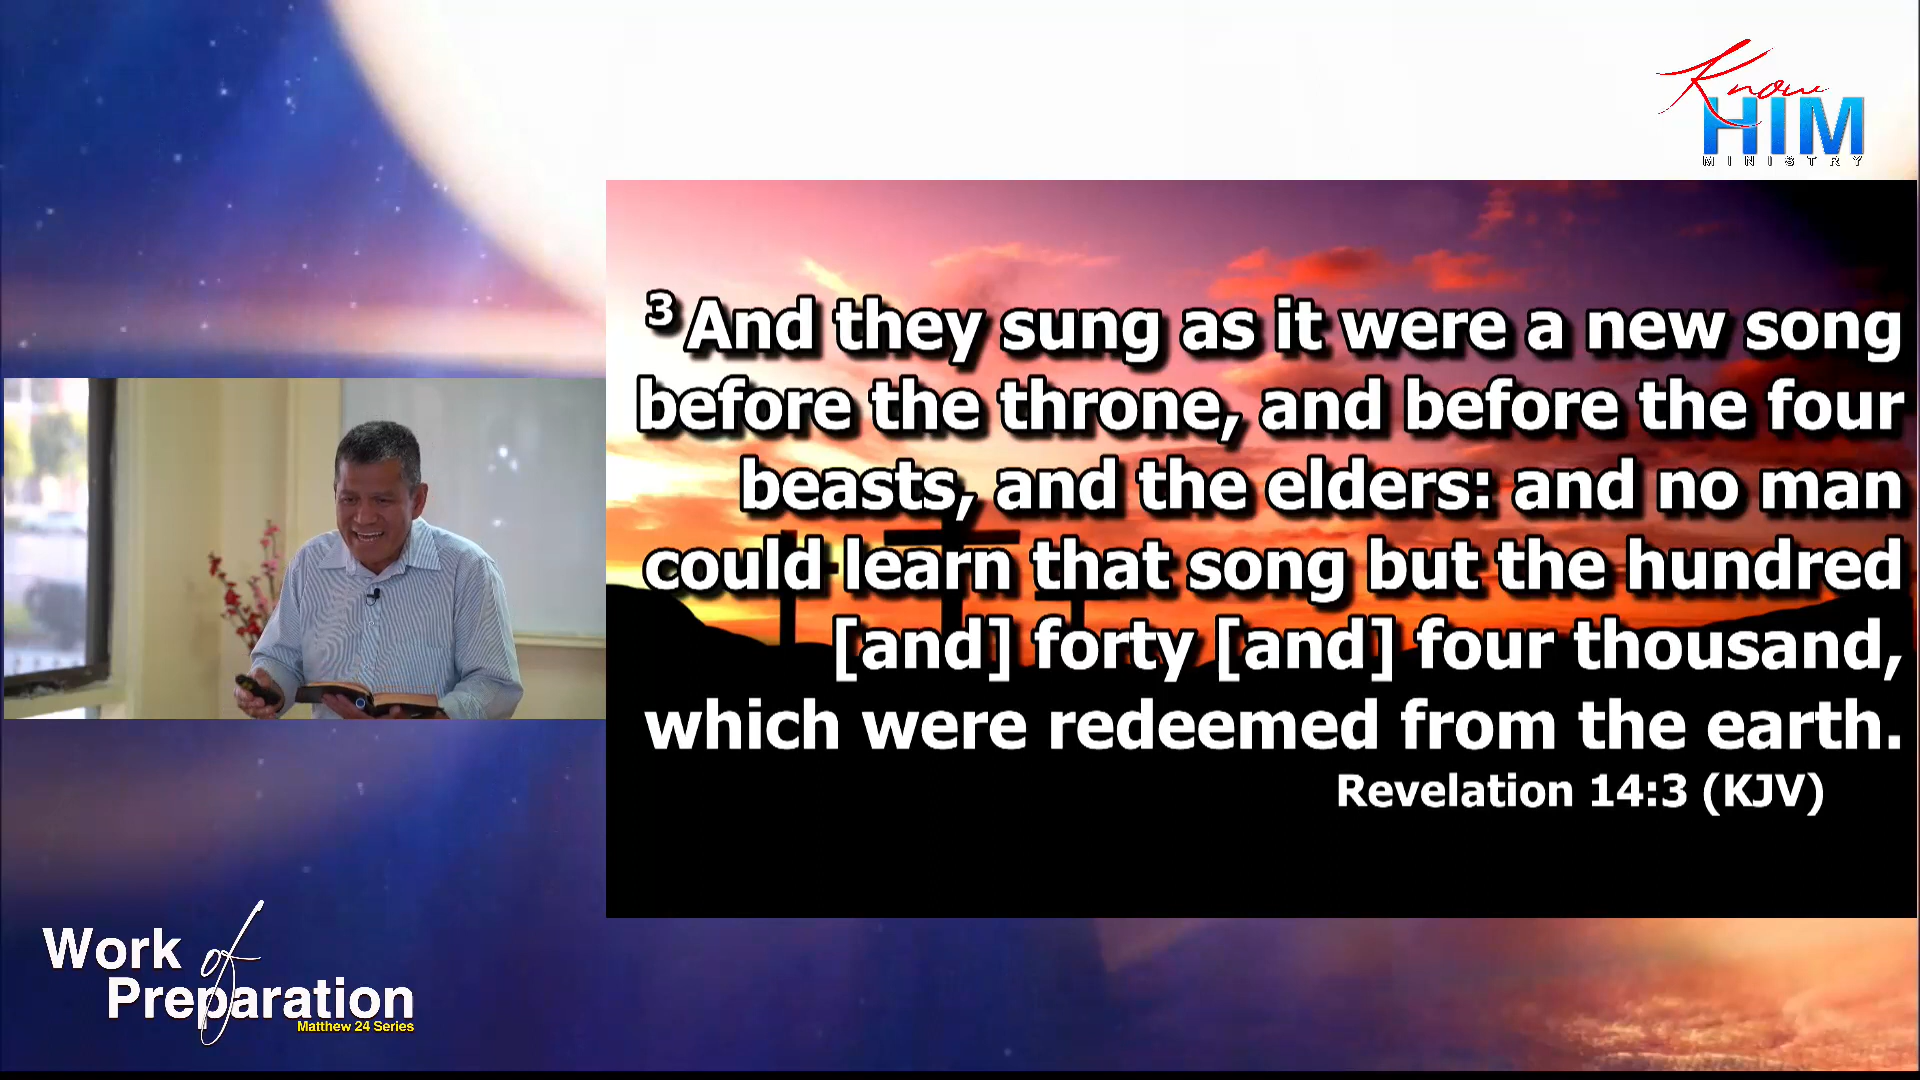 Know
HIM
MINISTRY
3 And they sung as it were a new song
before the throne, and before the four
beasts, and the elders: and no man
could learn that song but the hundred
[and] forty [and] four thousand,
which were redeemed from the earth.
Revelation 14:3 (KJV)
Work of
Preparation
Matthew 24 Series